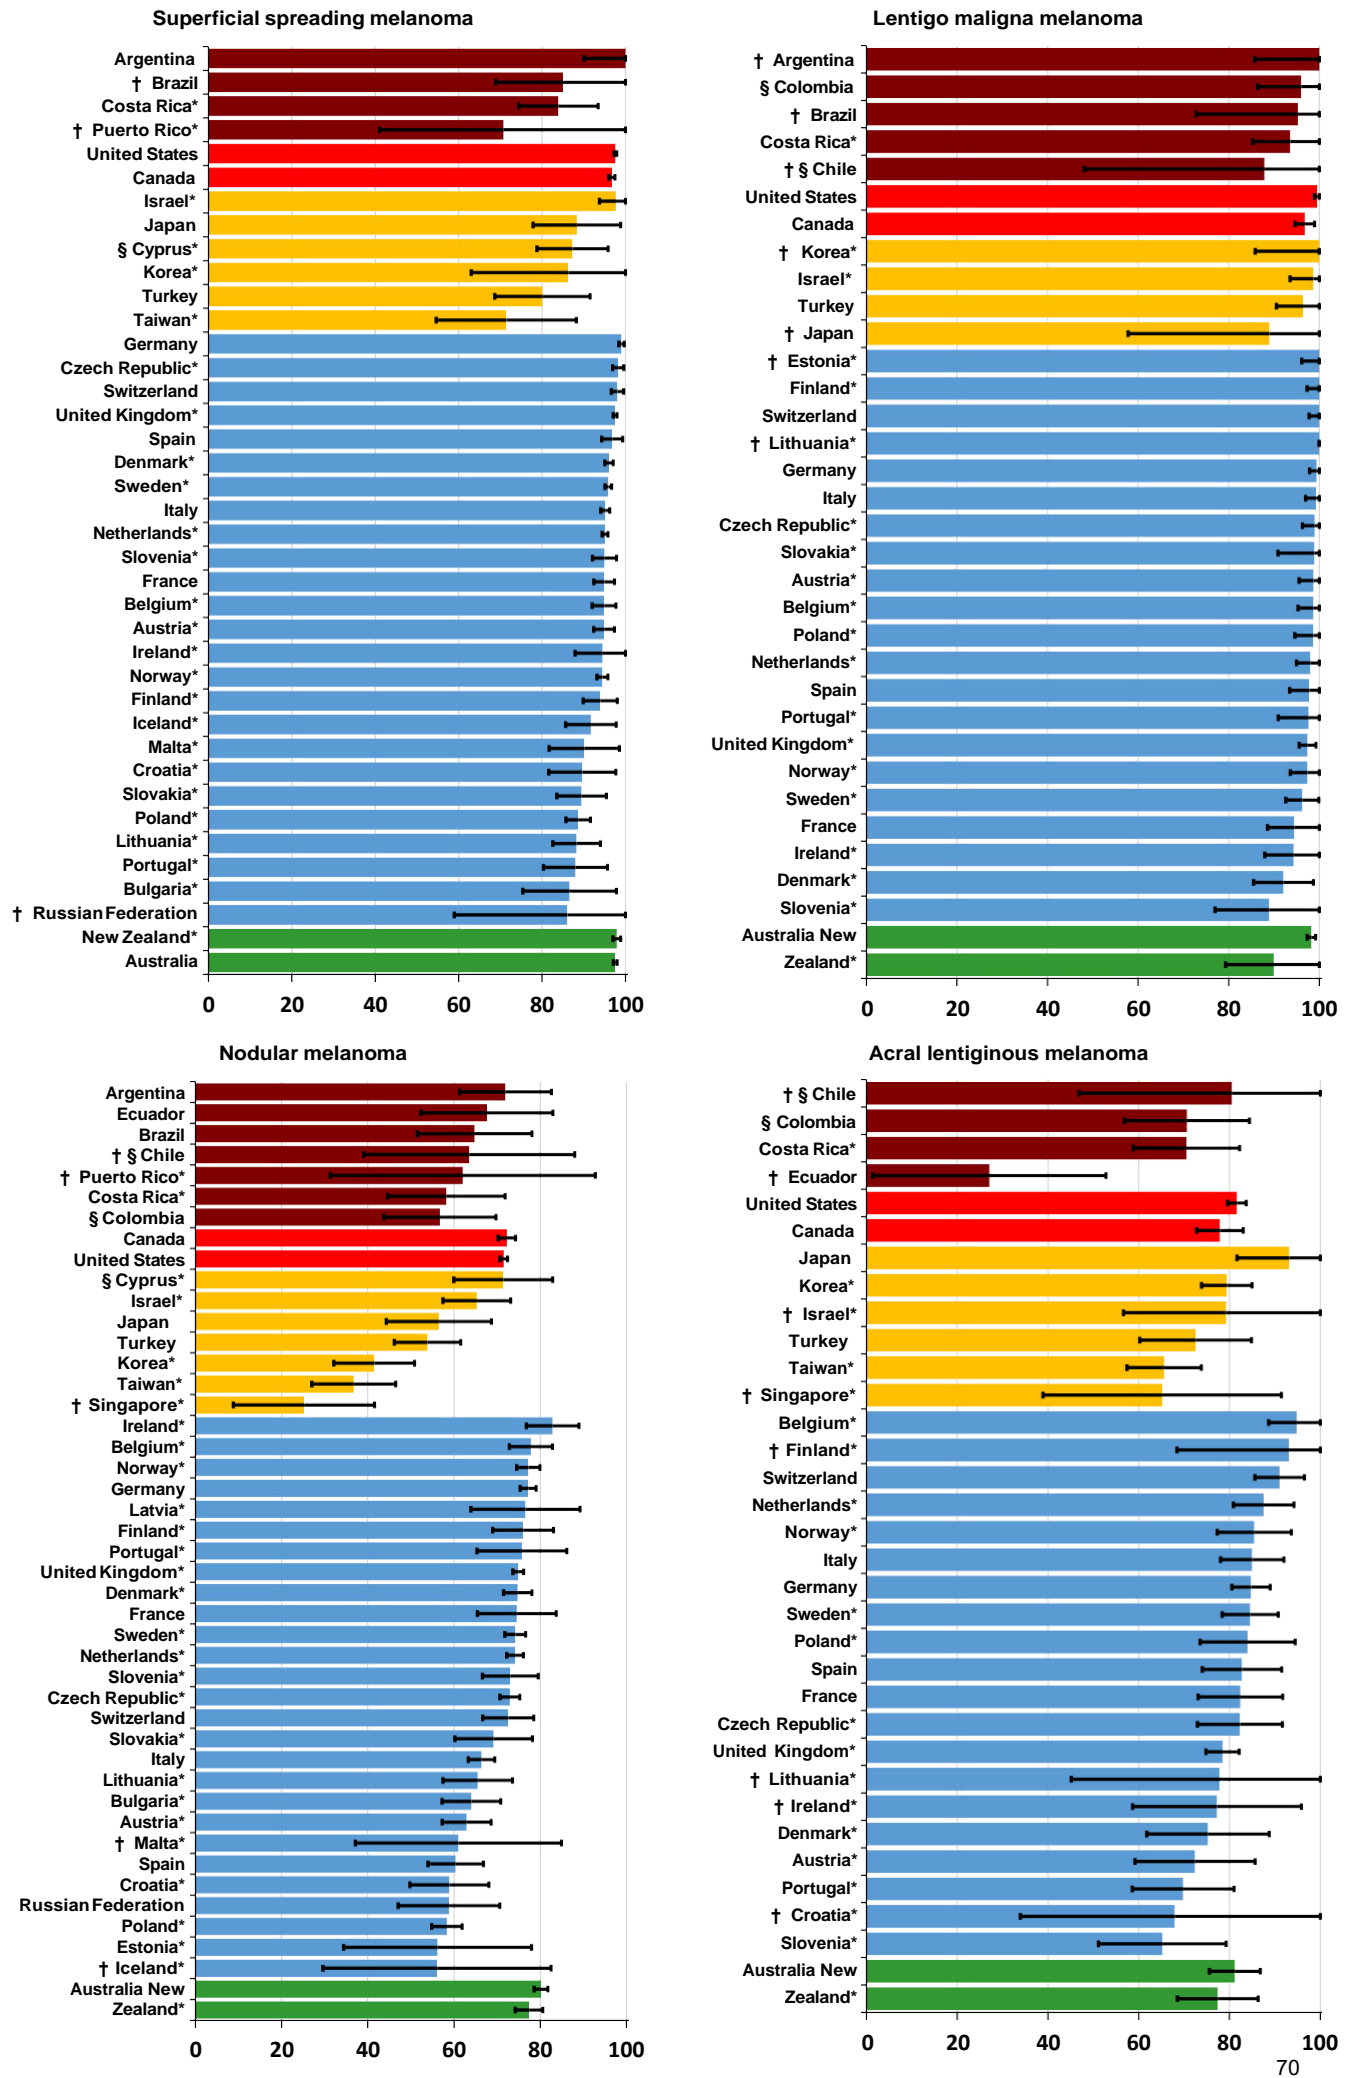 Superficial spreading melanoma
Argentina
† Brazil
Costa Rica*
† Puerto Rico*
United States
Canada
Israel*
Japan
§ Cyprus*
Korea*
Turkey
Taiwan*
Germany
Czech Republic*
Switzerland
United Kingdom*
Spain
Denmark*
Sweden*
Italy
Netherlands*
Slovenia*
France
Belgium*
Austria*
Ireland*
Norway*
Finland*
Iceland*
Malta*
Croatia*
Slovakia*
Poland*
Lithuania*
Portugal*
Bulgaria*
† Russian Federation
New Zealand*
Australia
0 20 40 60 80 100
Lentigo maligna melanoma
† Argentina
§ Colombia
† Brazil
Costa Rica*
† § Chile
United States
Canada
† Korea*
Israel*
Turkey
† Japan
† Estonia*
Finland*
Switzerland
† Lithuania*
Germany
Italy
Czech Republic*
Slovakia*
Austria*
Belgium*
Poland*
Netherlands*
Spain
Portugal*
United Kingdom*
Norway*
Sweden*
France
Ireland*
Denmark*
Slovenia*
Australia New
Zealand*
0 20 40 60 80 100
Nodular melanoma
Argentina
Ecuador
Brazil
† § Chile
† Puerto Rico*
Costa Rica*
§ Colombia
Canada
United States
§ Cyprus*
Israel*
Japan
Turkey
Korea*
Taiwan*
† Singapore*
Ireland*
Belgium*
Norway*
Germany
Latvia*
Finland*
Portugal*
United Kingdom*
Denmark*
France
Sweden*
Netherlands*
Slovenia*
Czech Republic*
Switzerland
Slovakia*
Italy
Lithuania*
Bulgaria*
Austria*
† Malta*
Spain
Croatia*
Russian Federation
Poland*
Estonia*
† Iceland*
Australia New
Zealand*
0 20 40 60 80 100
Acral lentiginous melanoma
† § Chile
§ Colombia
Costa Rica*
† Ecuador
United States
Canada
Japan
Korea*
† Israel*
Turkey
Taiwan*
† Singapore*
Belgium*
† Finland*
Switzerland
Netherlands*
Norway*
Italy
Germany
Sweden*
Poland*
Spain
France
Czech Republic*
United Kingdom*
† Lithuania*
† Ireland*
Denmark*
Austria*
Portugal*
† Croatia*
Slovenia*
Australia New
Zealand*
0 20 40 60 80 100
70